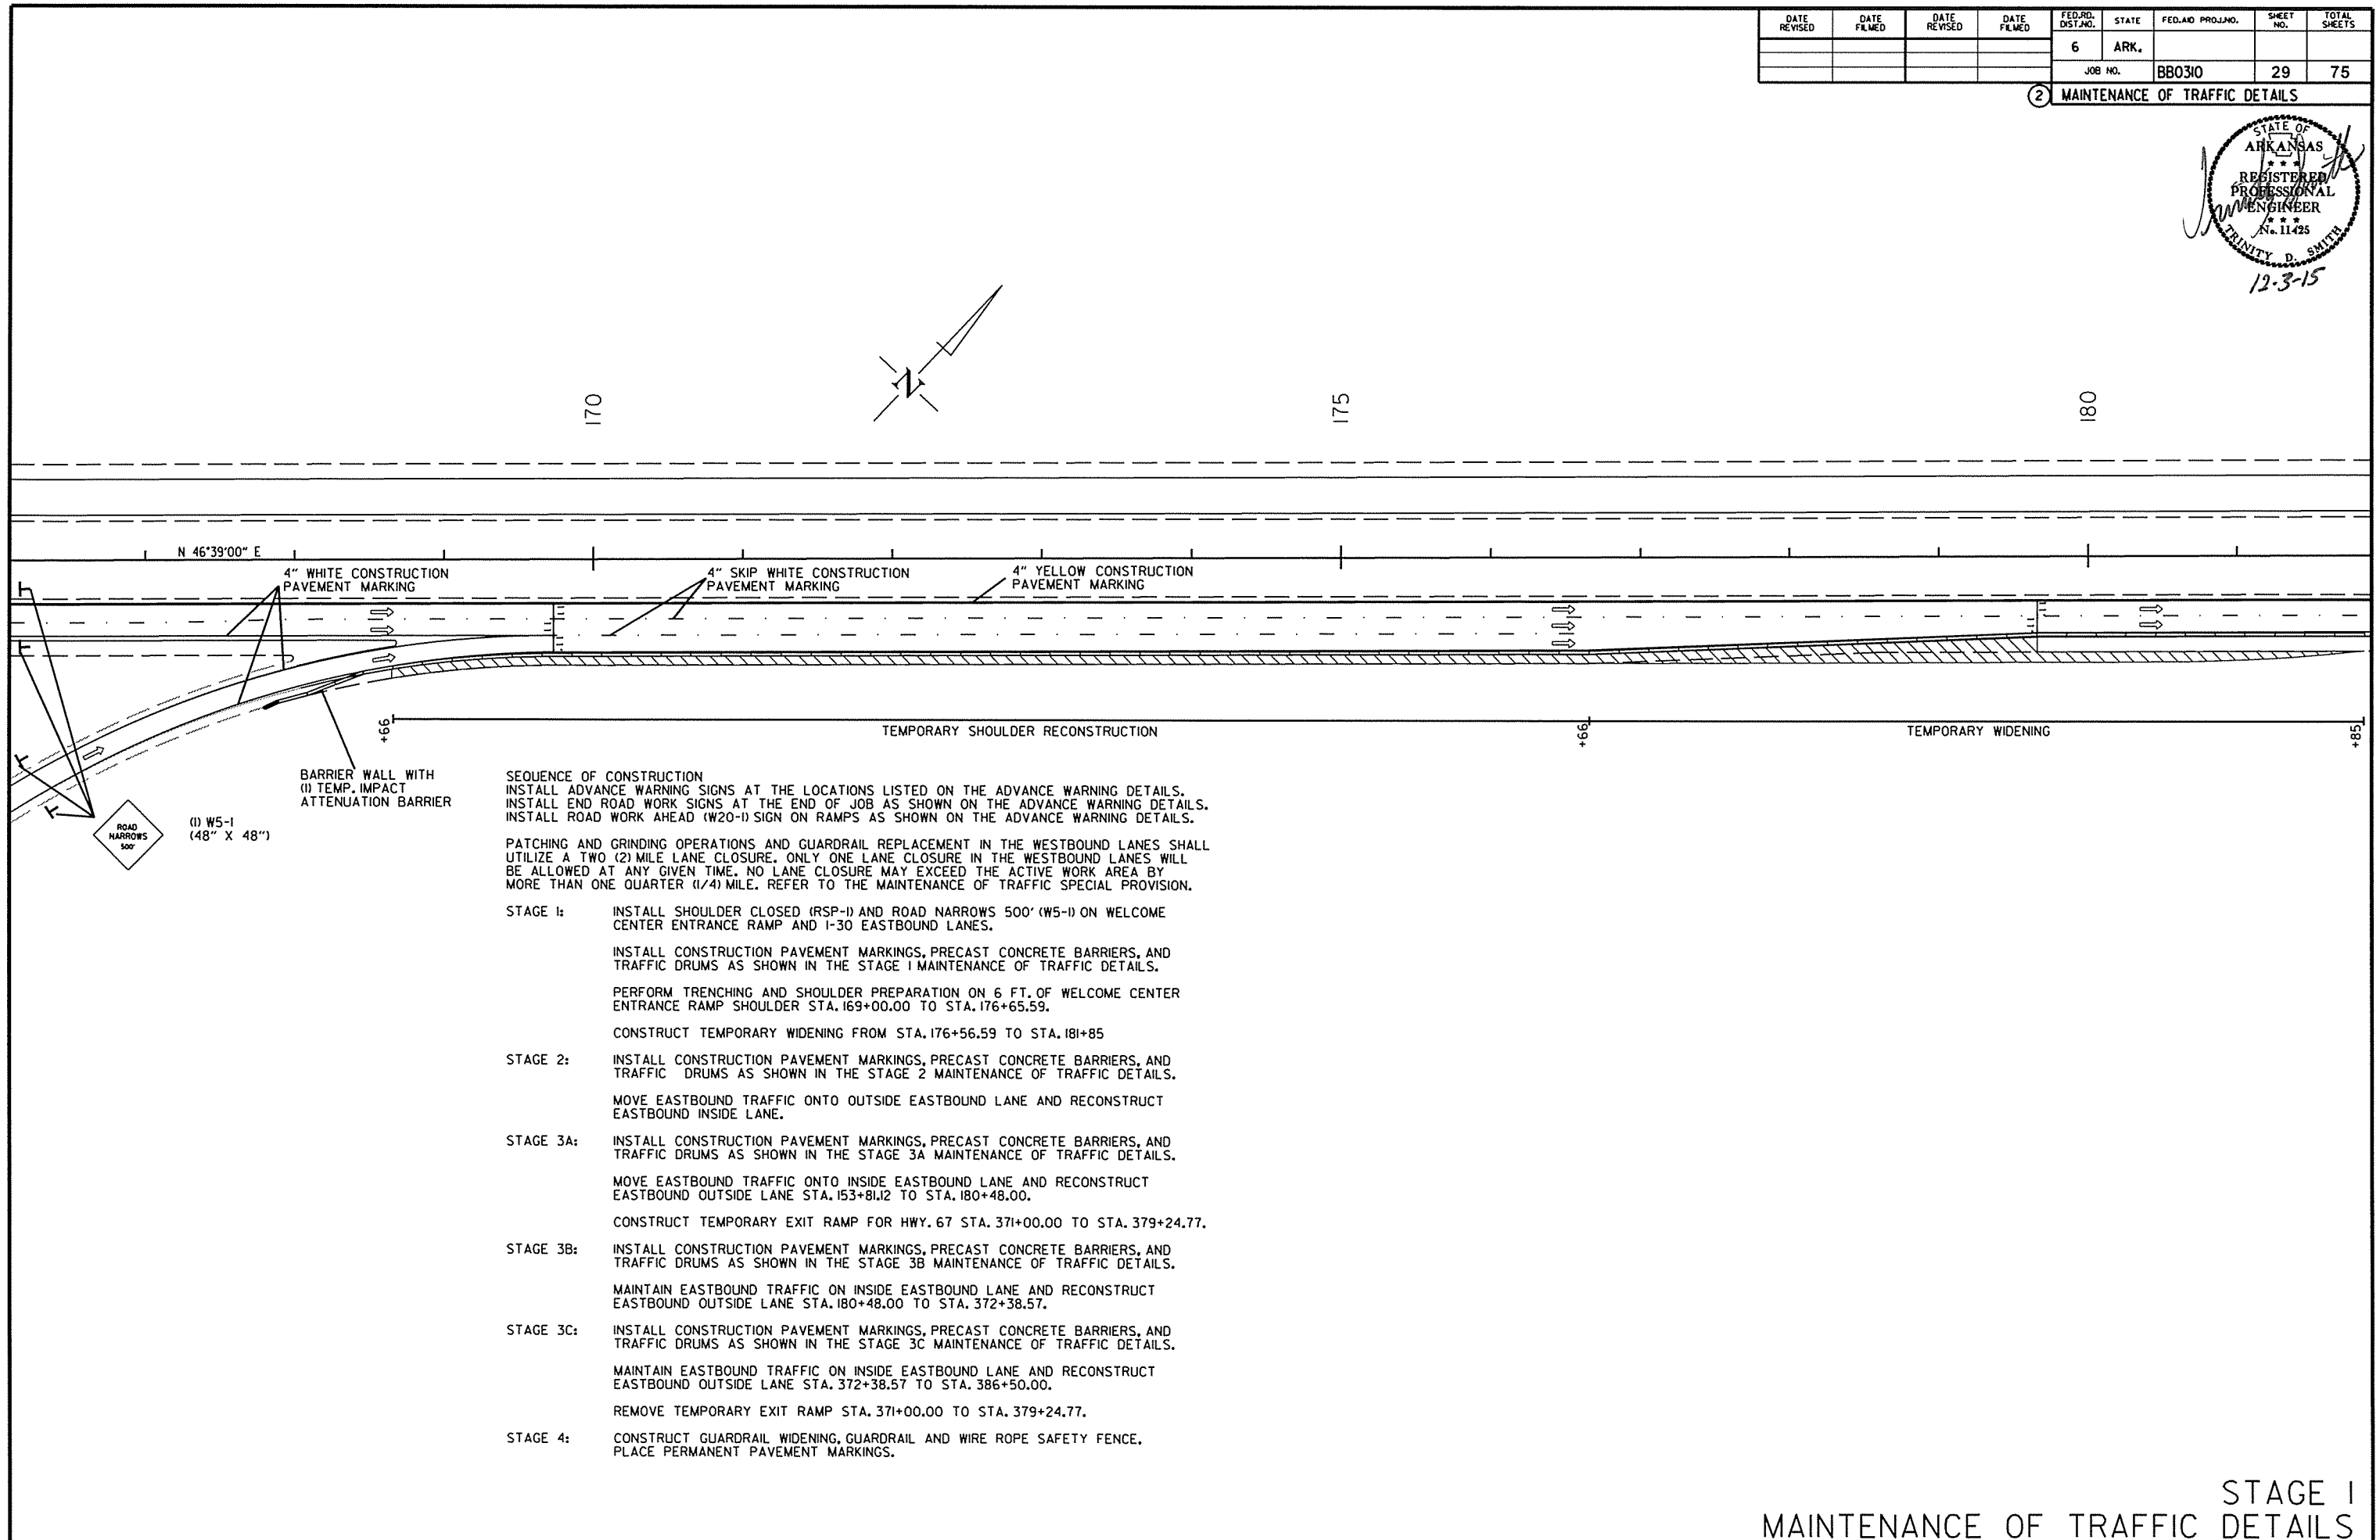 DATE REVISED
DATE FILMED
DATE REVISED
DATE FILMED
FED.RD. DIST.NO.
STATE
FED.AID PROJ.NO.
SHEET NO.
TOTAL SHEETS
6
ARK.
JOB NO.
BB0310
29
75
2
MAINTENANCE OF TRAFFIC DETAILS
STATE OF
ARKANSAS
REGISTERED
PROFESSIONAL
ENGINEER
No. 11425
TRINITY D. SMITH
12-3-15
N
170
175
180
N 46°39'00" E
4" WHITE CONSTRUCTION
PAVEMENT MARKING
4" SKIP WHITE CONSTRUCTION
PAVEMENT MARKING
4" YELLOW CONSTRUCTION
PAVEMENT MARKING
+66
TEMPORARY SHOULDER RECONSTRUCTION
+66
TEMPORARY WIDENING
+85
BARRIER WALL WITH
(1) TEMP. IMPACT
ATTENUATION BARRIER
ROAD
NARROWS
500'
(1) W5-1
(48" X 48")
SEQUENCE OF CONSTRUCTION
INSTALL ADVANCE WARNING SIGNS AT THE LOCATIONS LISTED ON THE ADVANCE WARNING DETAILS.
INSTALL END ROAD WORK SIGNS AT THE END OF JOB AS SHOWN ON THE ADVANCE WARNING DETAILS.
INSTALL ROAD WORK AHEAD (W20-1) SIGN ON RAMPS AS SHOWN ON THE ADVANCE WARNING DETAILS.
PATCHING AND GRINDING OPERATIONS AND GUARDRAIL REPLACEMENT IN THE WESTBOUND LANES SHALL
UTILIZE A TWO (2) MILE LANE CLOSURE. ONLY ONE LANE CLOSURE IN THE WESTBOUND LANES WILL
BE ALLOWED AT ANY GIVEN TIME. NO LANE CLOSURE MAY EXCEED THE ACTIVE WORK AREA BY
MORE THAN ONE QUARTER (1/4) MILE. REFER TO THE MAINTENANCE OF TRAFFIC SPECIAL PROVISION.
STAGE 1: INSTALL SHOULDER CLOSED (RSP-1) AND ROAD NARROWS 500' (W5-1) ON WELCOME
CENTER ENTRANCE RAMP AND I-30 EASTBOUND LANES.
INSTALL CONSTRUCTION PAVEMENT MARKINGS, PRECAST CONCRETE BARRIERS, AND
TRAFFIC DRUMS AS SHOWN IN THE STAGE 1 MAINTENANCE OF TRAFFIC DETAILS.
PERFORM TRENCHING AND SHOULDER PREPARATION ON 6 FT. OF WELCOME CENTER
ENTRANCE RAMP SHOULDER STA. 169+00.00 TO STA. 176+65.59.
CONSTRUCT TEMPORARY WIDENING FROM STA. 176+56.59 TO STA. 181+85
STAGE 2: INSTALL CONSTRUCTION PAVEMENT MARKINGS, PRECAST CONCRETE BARRIERS, AND
TRAFFIC DRUMS AS SHOWN IN THE STAGE 2 MAINTENANCE OF TRAFFIC DETAILS.
MOVE EASTBOUND TRAFFIC ONTO OUTSIDE EASTBOUND LANE AND RECONSTRUCT
EASTBOUND INSIDE LANE.
STAGE 3A: INSTALL CONSTRUCTION PAVEMENT MARKINGS, PRECAST CONCRETE BARRIERS, AND
TRAFFIC DRUMS AS SHOWN IN THE STAGE 3A MAINTENANCE OF TRAFFIC DETAILS.
MOVE EASTBOUND TRAFFIC ONTO INSIDE EASTBOUND LANE AND RECONSTRUCT
EASTBOUND OUTSIDE LANE STA. 153+81.12 TO STA. 180+48.00.
CONSTRUCT TEMPORARY EXIT RAMP FOR HWY. 67 STA. 371+00.00 TO STA. 379+24.77.
STAGE 3B: INSTALL CONSTRUCTION PAVEMENT MARKINGS, PRECAST CONCRETE BARRIERS, AND
TRAFFIC DRUMS AS SHOWN IN THE STAGE 3B MAINTENANCE OF TRAFFIC DETAILS.
MAINTAIN EASTBOUND TRAFFIC ON INSIDE EASTBOUND LANE AND RECONSTRUCT
EASTBOUND OUTSIDE LANE STA. 180+48.00 TO STA. 372+38.57.
STAGE 3C: INSTALL CONSTRUCTION PAVEMENT MARKINGS, PRECAST CONCRETE BARRIERS, AND
TRAFFIC DRUMS AS SHOWN IN THE STAGE 3C MAINTENANCE OF TRAFFIC DETAILS.
MAINTAIN EASTBOUND TRAFFIC ON INSIDE EASTBOUND LANE AND RECONSTRUCT
EASTBOUND OUTSIDE LANE STA. 372+38.57 TO STA. 386+50.00.
REMOVE TEMPORARY EXIT RAMP STA. 371+00.00 TO STA. 379+24.77.
STAGE 4: CONSTRUCT GUARDRAIL WIDENING, GUARDRAIL AND WIRE ROPE SAFETY FENCE.
PLACE PERMANENT PAVEMENT MARKINGS.
STAGE 1
MAINTENANCE OF TRAFFIC DETAILS